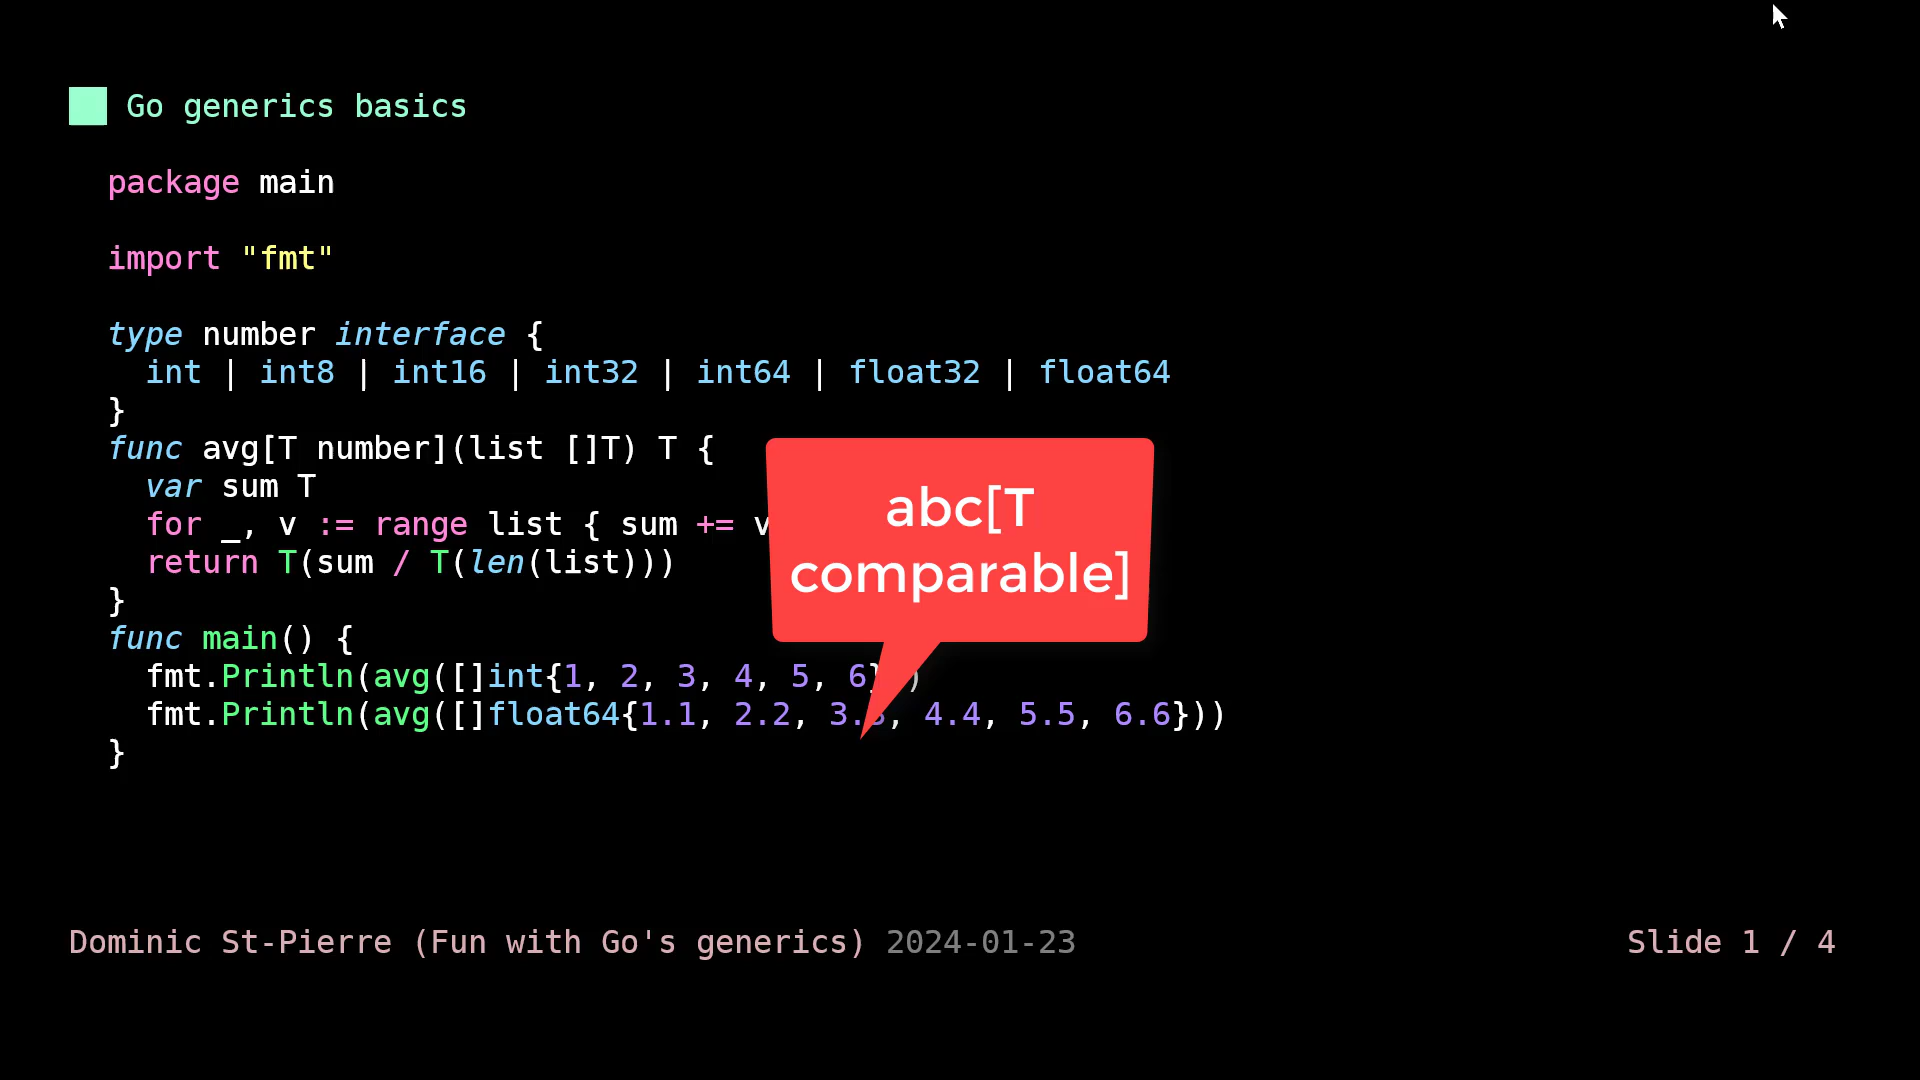 Go generics basics
package main
import "fmt"
type number interface {
int | int8 | int16 | int32 | int64 | float32 | float64
}
func avg[T number](list []T) T {
var sum T
for _, v := range list { sum += v
return T(sum / T(len(list)))
}
abc[T
comparable]
func main() {
fmt.Println(avg([]int{1, 2, 3, 4, 5, 6}))
fmt.Println(avg([]float64{1.1, 2.2, 3.3, 4.4, 5.5, 6.6}))
}
Dominic St-Pierre (Fun with Go's generics) 2024-01-23
Slide 1 / 4